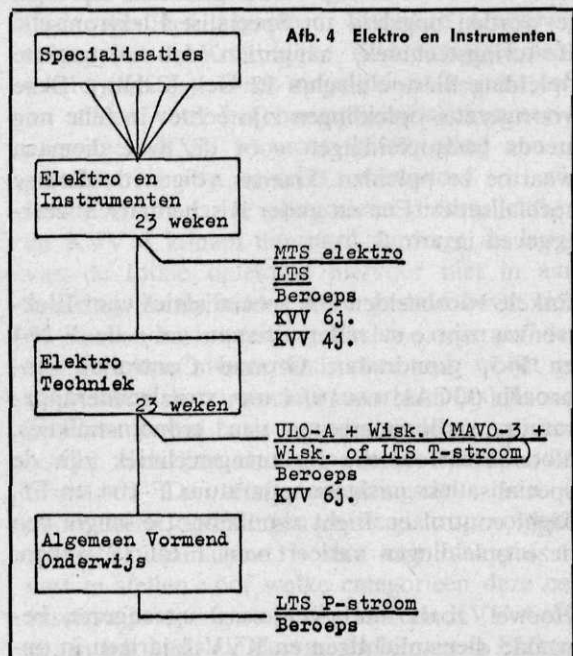 Afb. 4 Elektro en Instrumenten
Specialisaties
Elektro en
Instrumenten
23 weken
MTS elektro
LTS
Beroeps
KVV 6j.
KVV 4j.
Elektro
Techniek
23 weken
ULO-A + Wisk. (MAVO-3 +
Wisk. of LTS T-stroom)
Beroeps
KVV 6j.
Algemeen Vormend
Onderwijs
LTS P-stroom
Beroeps